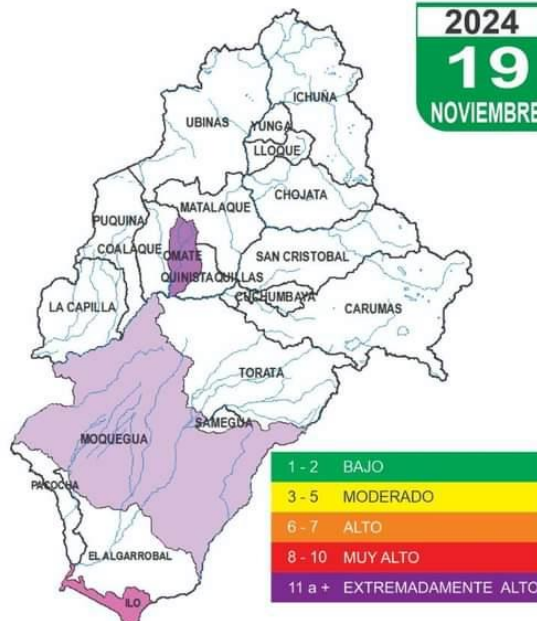 2024
19
NOVIEMBRE
ICHUÑA
UBINAS
YUNGA
LLOQUE
CHOJATA
MATALAQUE
PUQUINA
COALAQUE
OMATE
SAN CRISTOBAL
QUINISTAQUILLAS
CUCHUMBAYA
LA CAPILLA
CARUMAS
TORATA
SAMEGUA
MOQUEGUA
PACOCHA
EL ALGARROBAL
ILO
1 - 2 BAJO
3 - 5 MODERADO
6 - 7 ALTO
8 - 10 MUY ALTO
11 a + EXTREMADAMENTE ALTO